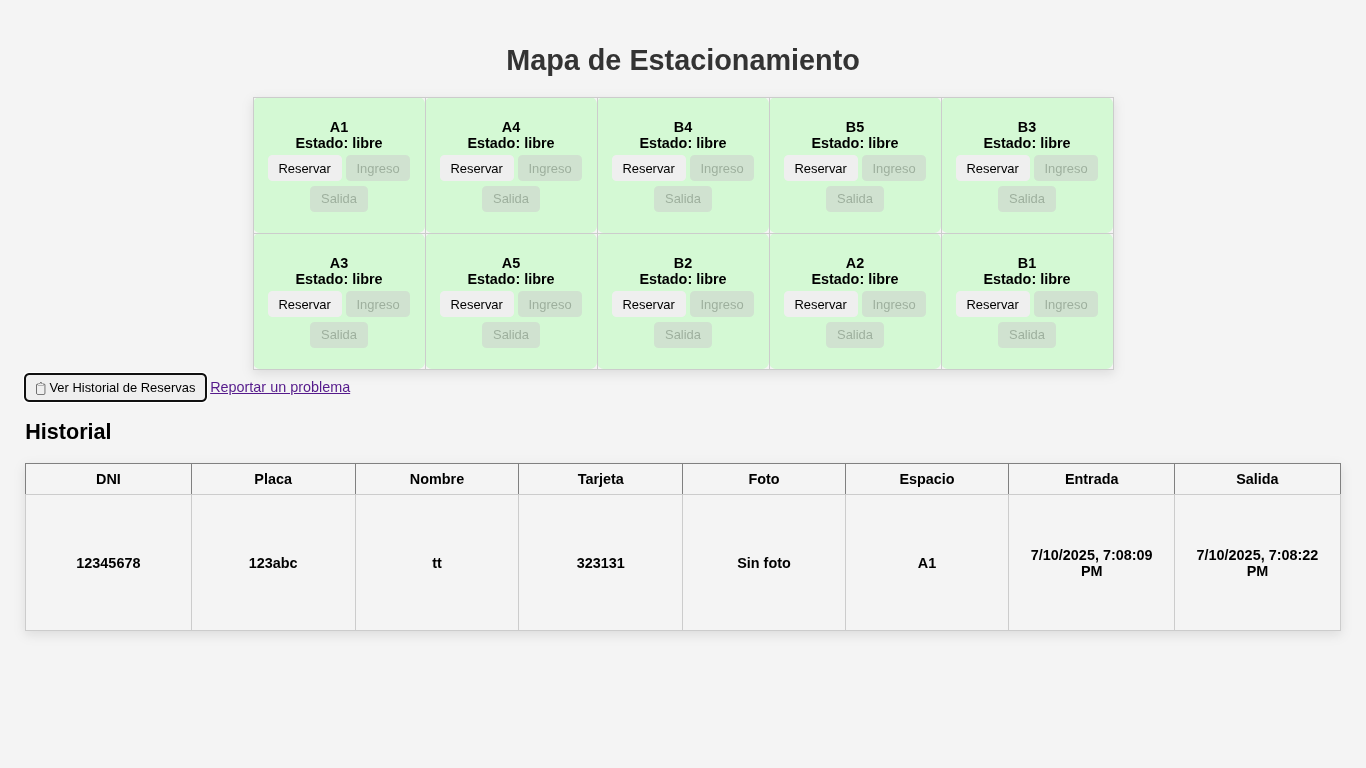 Mapa de Estacionamiento
A1
Estado: libre
Reservar Ingreso
Salida
A4
Estado: libre
Reservar Ingreso
Salida
B4
Estado: libre
Reservar Ingreso
Salida
B5
Estado: libre
Reservar Ingreso
Salida
B3
Estado: libre
Reservar Ingreso
Salida
A3
Estado: libre
Reservar Ingreso
Salida
A5
Estado: libre
Reservar Ingreso
Salida
B2
Estado: libre
Reservar Ingreso
Salida
A2
Estado: libre
Reservar Ingreso
Salida
B1
Estado: libre
Reservar Ingreso
Salida
Ver Historial de Reservas Reportar un problema
Historial
DNI Placa Nombre Tarjeta Foto Espacio Entrada Salida
12345678 123abc tt 323131 Sin foto A1 7/10/2025, 7:08:09 PM 7/10/2025, 7:08:22 PM